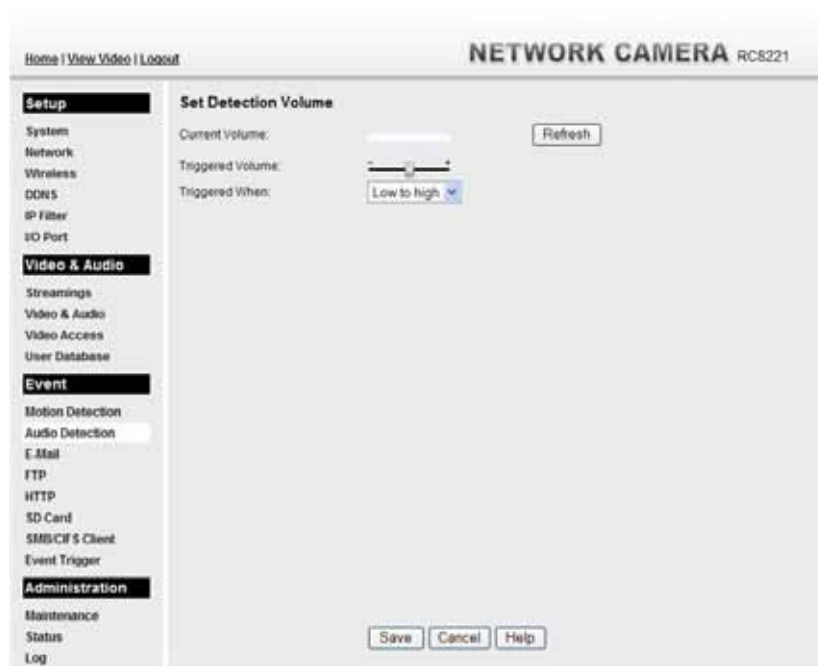 Home | View Video | Logout
NETWORK CAMERA RC8221
Setup
System
Network
Wireless
DDNS
IP Filter
I/O Port
Video & Audio
Streamings
Video & Audio
Video Access
User Database
Event
Motion Detection
Audio Detection
E-Mail
FTP
HTTP
SD Card
SMB/CIFS Client
Event Trigger
Administration
Maintenance
Status
Log
Set Detection Volume
Current Volume:
Refresh
Triggered Volume:
- +
Triggered When:
Low to high
Save Cancel Help